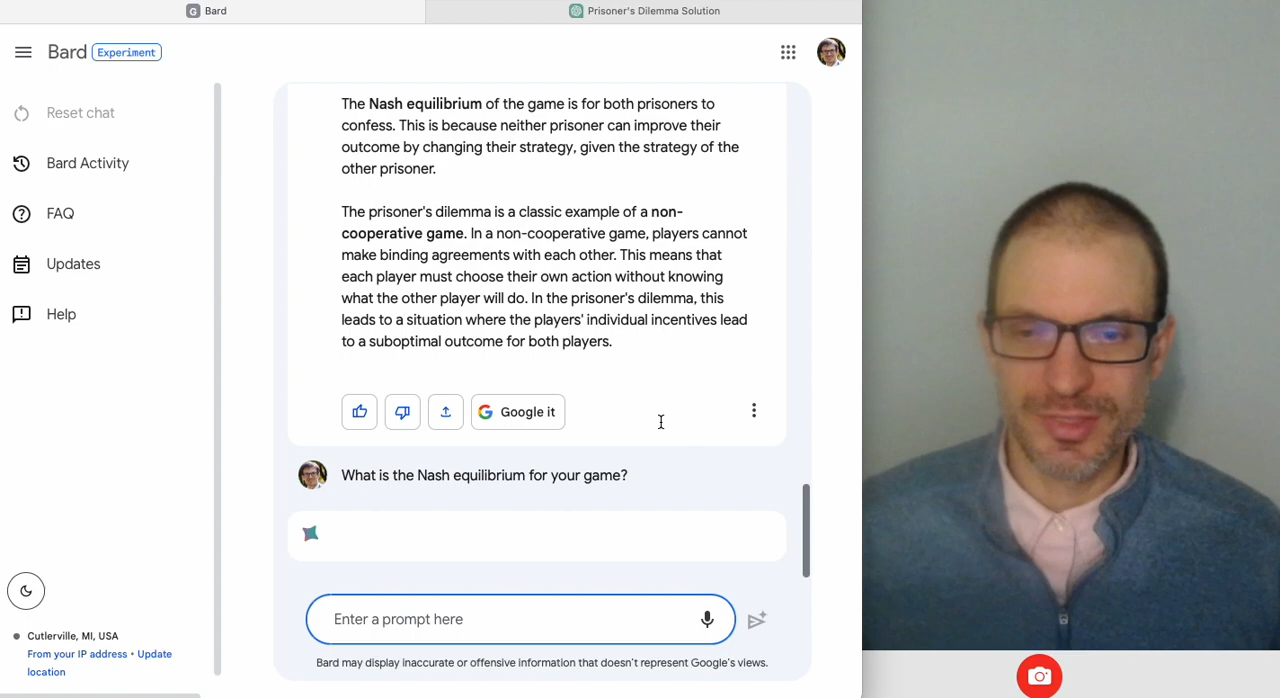 Bard
Prisoner's Dilemma Solution
Bard Experiment
Reset chat
Bard Activity
FAQ
Updates
Help
Cutlerville, MI, USA
From your IP address • Update
location
The Nash equilibrium of the game is for both prisoners to
confess. This is because neither prisoner can improve their
outcome by changing their strategy, given the strategy of the
other prisoner.
The prisoner's dilemma is a classic example of a non-
cooperative game. In a non-cooperative game, players cannot
make binding agreements with each other. This means that
each player must choose their own action without knowing
what the other player will do. In the prisoner's dilemma, this
leads to a situation where the players' individual incentives lead
to a suboptimal outcome for both players.
Google it
What is the Nash equilibrium for your game?
Enter a prompt here
Bard may display inaccurate or offensive information that doesn't represent Google's views.